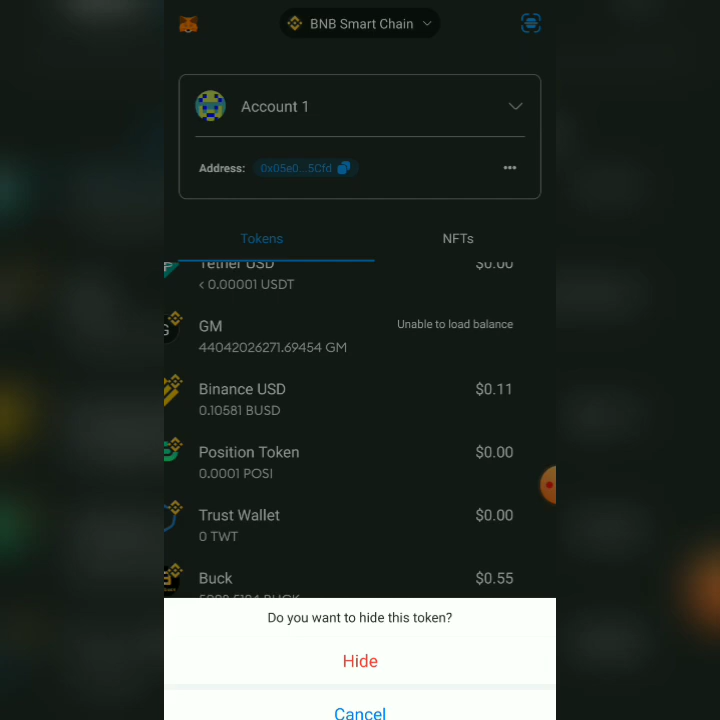 BNB Smart Chain
Account 1
Address: 0x05e0...5Cfd
Tokens NFTs
Tether USD $0.00
< 0.00001 USDT
GM Unable to load balance
44042026271.69454 GM
Binance USD $0.11
0.10581 BUSD
Position Token $0.00
0.0001 POSI
Trust Wallet $0.00
0 TWT
Buck $0.55
BUCK
Do you want to hide this token?
Hide
Cancel